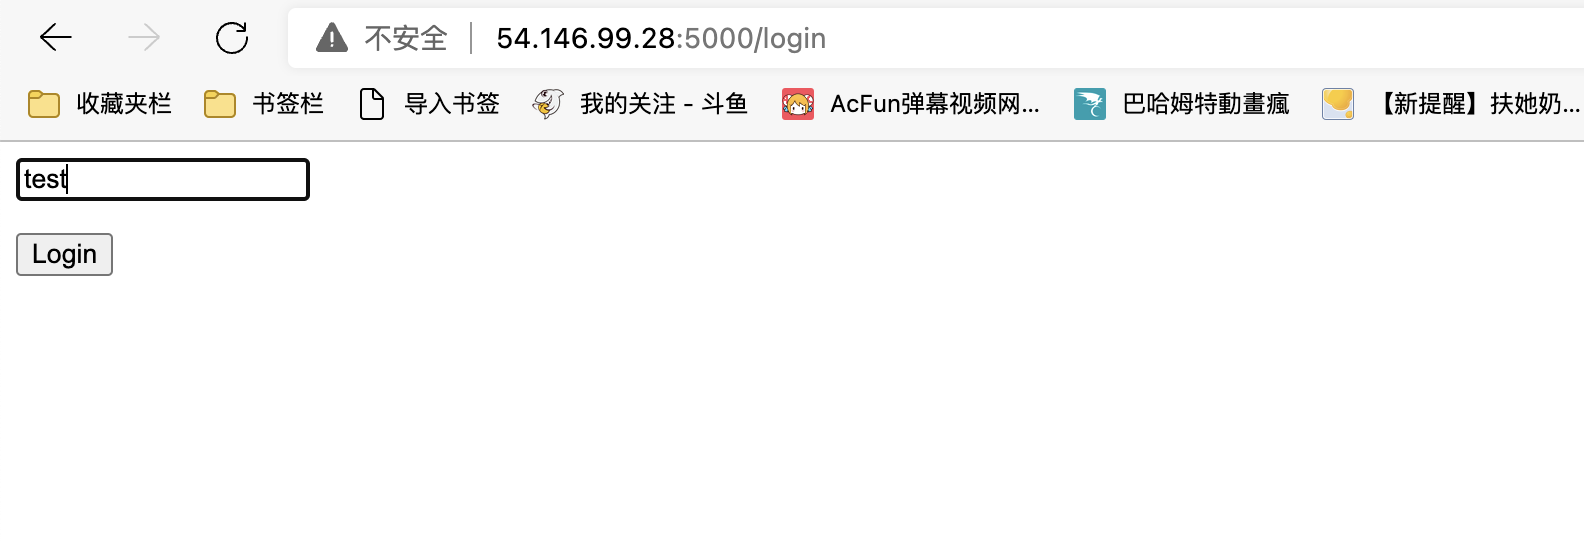 不安全 54.146.99.28:5000/login
收藏夹栏 书签栏 导入书签 我的关注 - 斗鱼 AcFun弹幕视频网... 巴哈姆特動畫瘋 【新提醒】扶她奶...
test
Login